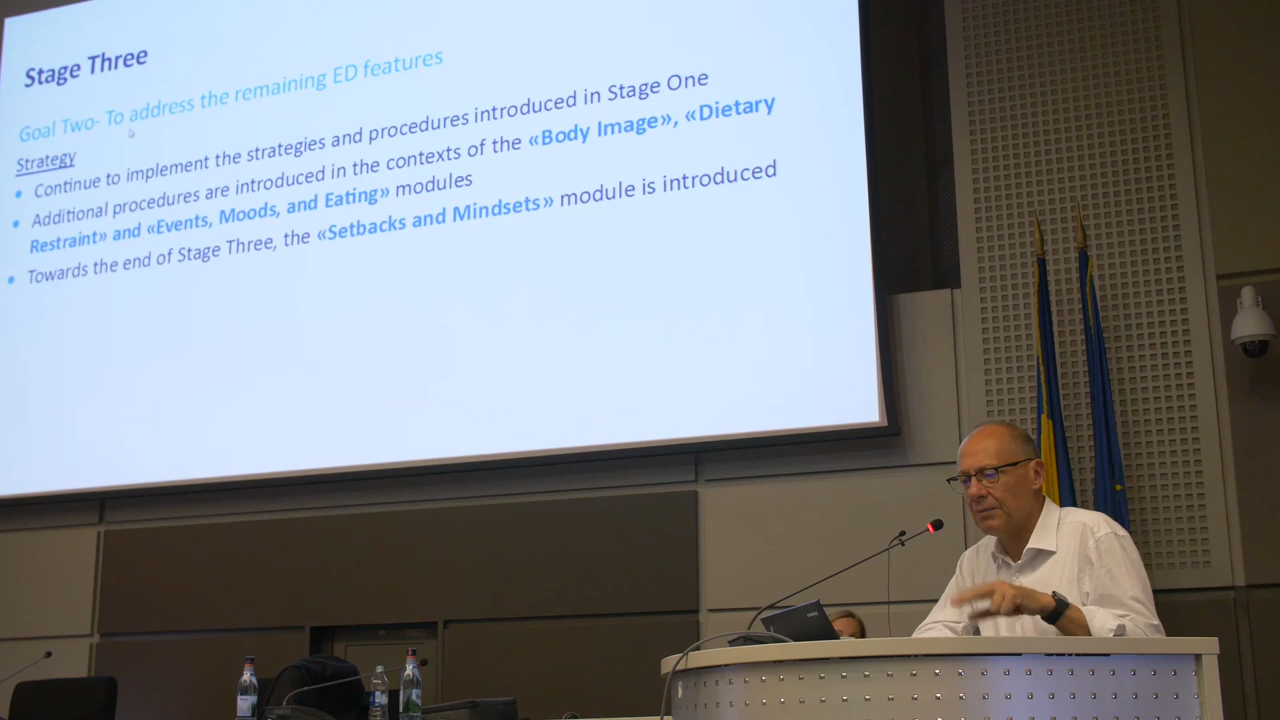 Stage Three
Goal Two- To address the remaining ED features
Strategy
• Continue to implement the strategies and procedures introduced in Stage One
• Additional procedures are introduced in the contexts of the «Body Image», «Dietary
Restraint» and «Events, Moods, and Eating» modules
• Towards the end of Stage Three, the «Setbacks and Mindsets» module is introduced